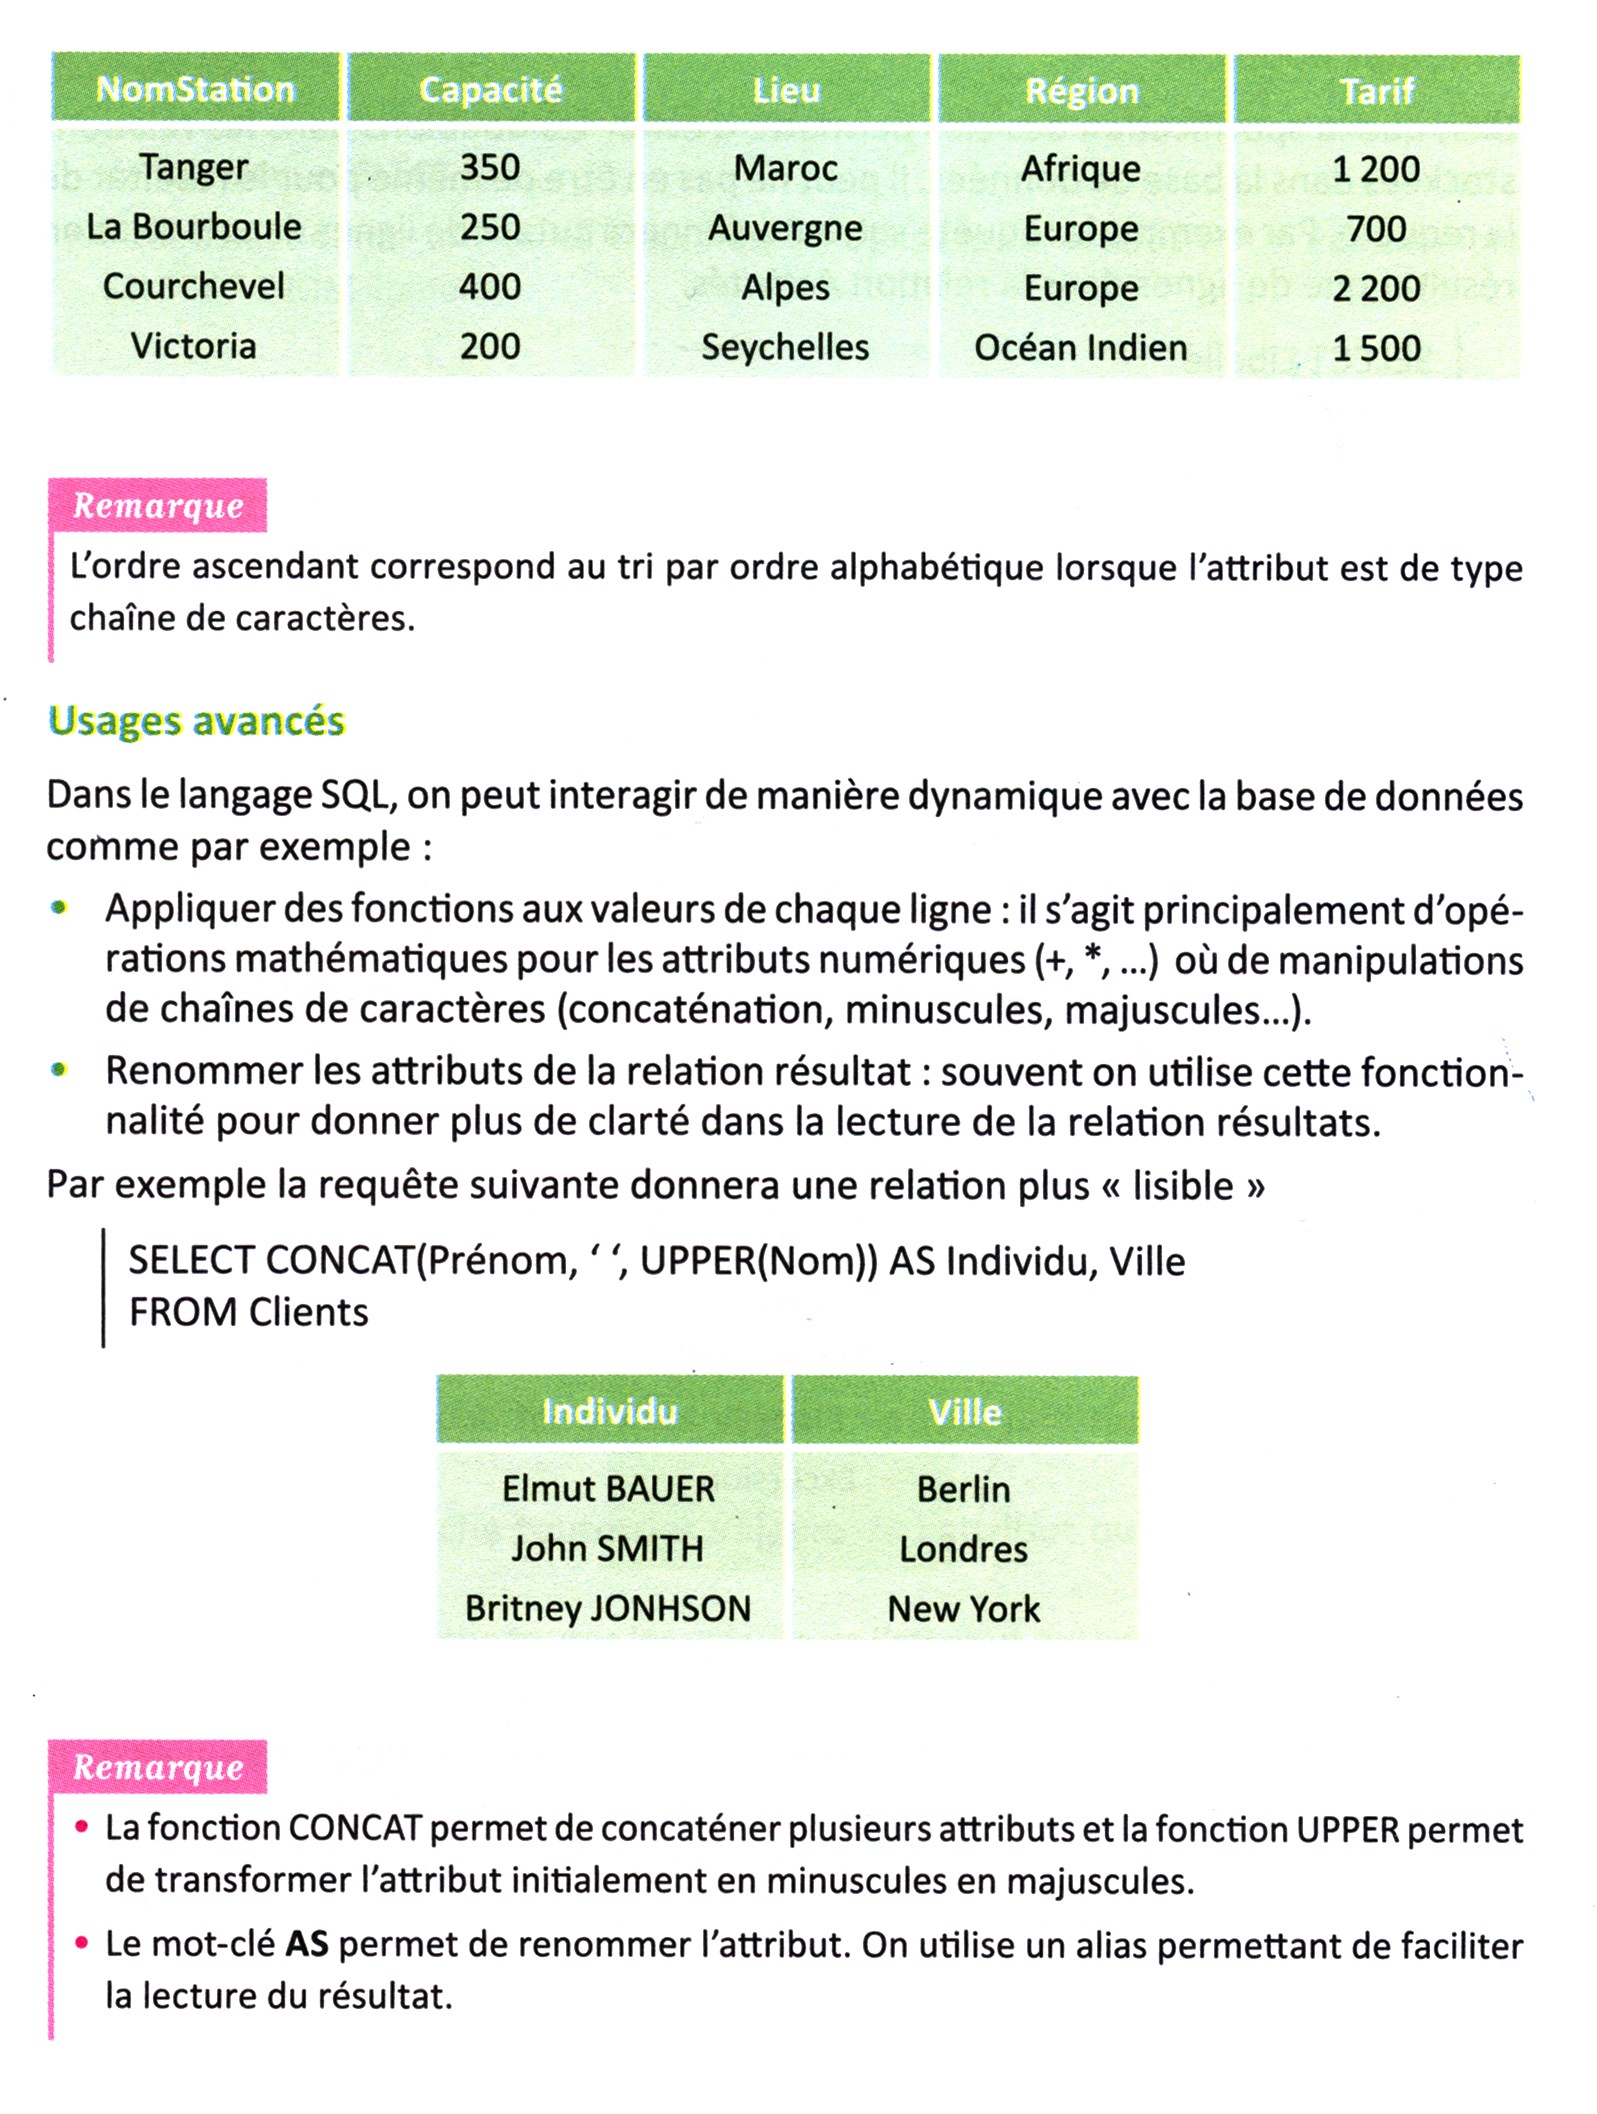 NomStation Capacité Lieu Région Tarif
Tanger 350 Maroc Afrique 1 200
La Bourboule 250 Auvergne Europe 700
Courchevel 400 Alpes Europe 2 200
Victoria 200 Seychelles Océan Indien 1 500
Remarque
L’ordre ascendant correspond au tri par ordre alphabétique lorsque l’attribut est de type
chaîne de caractères.
Usages avancés
Dans le langage SQL, on peut interagir de manière dynamique avec la base de données
comme par exemple :
• Appliquer des fonctions aux valeurs de chaque ligne : il s’agit principalement d’opé-
rations mathématiques pour les attributs numériques (+, *, ...) où de manipulations
de chaînes de caractères (concaténation, minuscules, majuscules...).
• Renommer les attributs de la relation résultat : souvent on utilise cette fonction-
nalité pour donner plus de clarté dans la lecture de la relation résultats.
Par exemple la requête suivante donnera une relation plus « lisible »
SELECT CONCAT(Prénom, ‘ ‘, UPPER(Nom)) AS Individu, Ville
FROM Clients
Individu Ville
Elmut BAUER Berlin
John SMITH Londres
Britney JONHSON New York
Remarque
• La fonction CONCAT permet de concaténer plusieurs attributs et la fonction UPPER permet
de transformer l’attribut initialement en minuscules en majuscules.
• Le mot-clé AS permet de renommer l’attribut. On utilise un alias permettant de faciliter
la lecture du résultat.